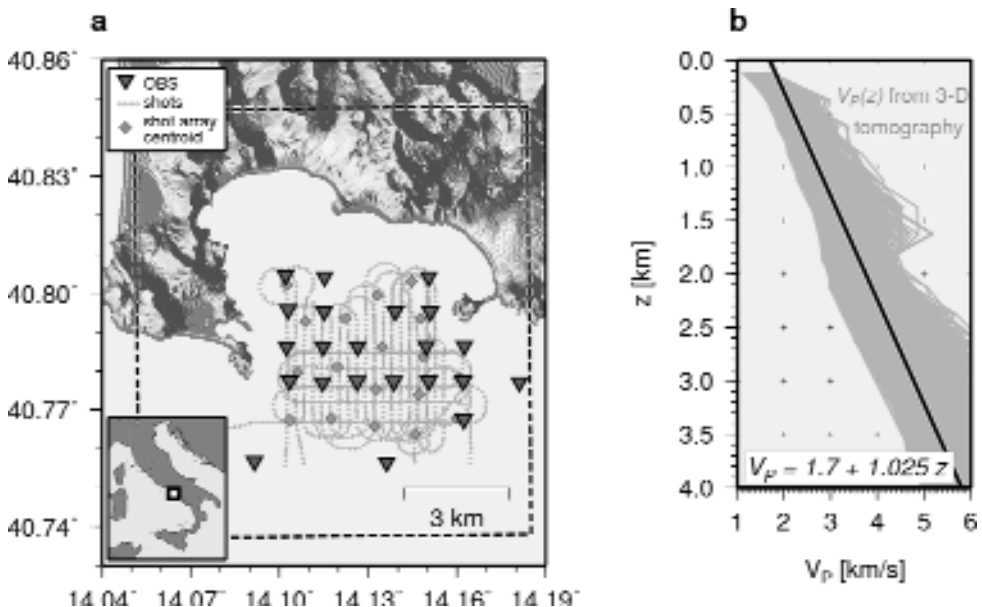 a
40.86°
40.83°
40.80°
40.77°
40.74°
14.04° 14.07° 14.10° 14.13° 14.16° 14.19°
OBS
shots
shot array
centroid
3 km
b
0.0
0.5
1.0
1.5
2.0
2.5
3.0
3.5
4.0
z [km]
V_P(z) from 3-D
tomography
V_P = 1.7 + 1.025 z
1 2 3 4 5 6
V_P [km/s]